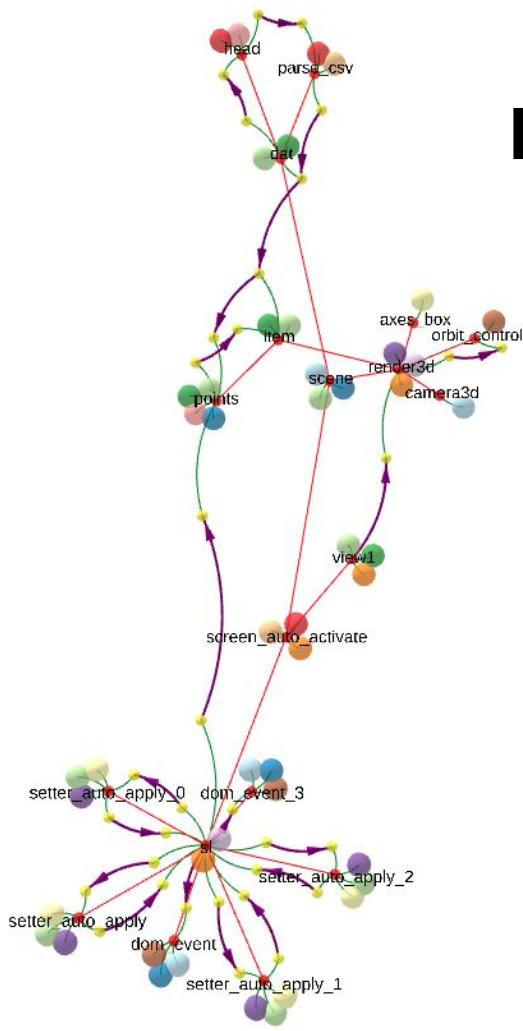 head
parse_csv
dat
axes_box
item
orbit_control
render3d
scene
camera3d
points
view1
screen_auto_activate
setter_auto_apply_0
dom_event_3
sl
setter_auto_apply_2
setter_auto_apply
dom_event
setter_auto_apply_1